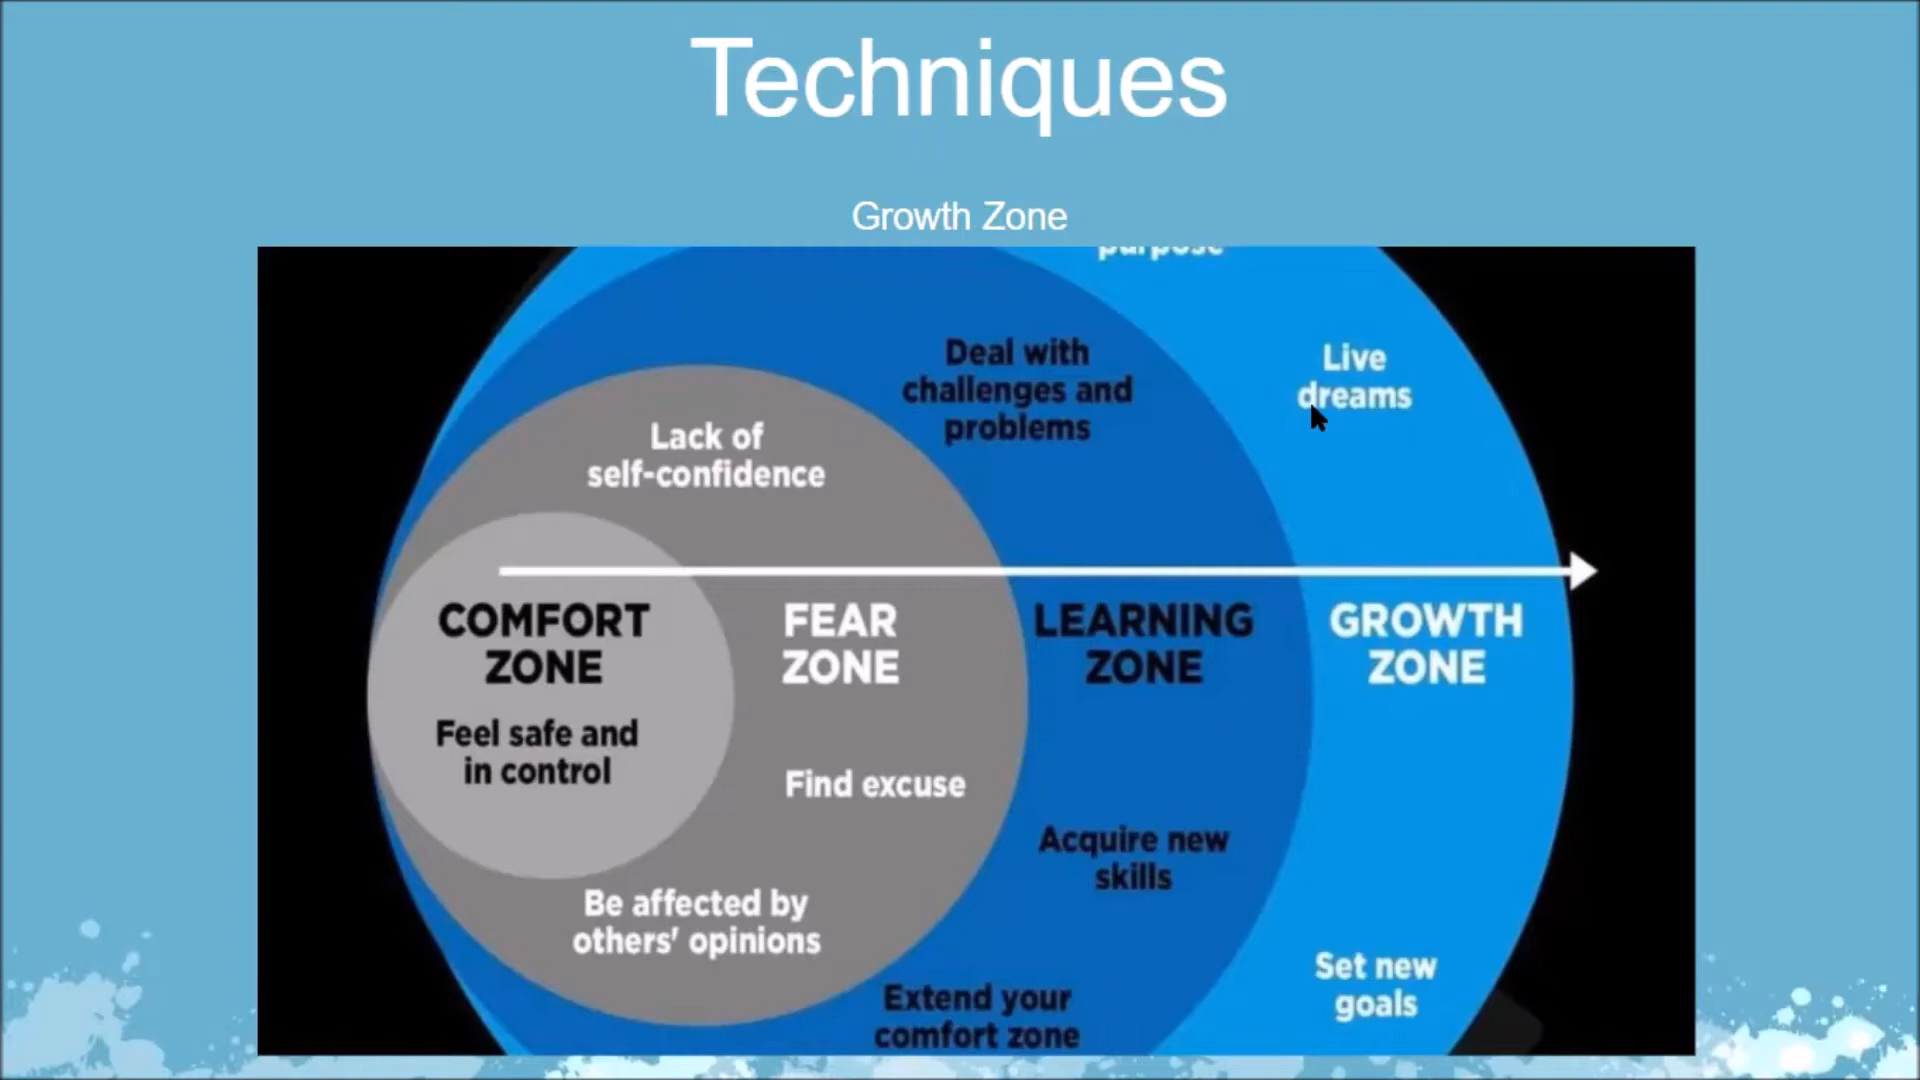 Techniques
Growth Zone
purpose
Deal with
challenges and
problems
Live
dreams
Lack of
self-confidence
COMFORT
ZONE
Feel safe and
in control
FEAR
ZONE
LEARNING
ZONE
GROWTH
ZONE
Find excuse
Acquire new
skills
Be affected by
others' opinions
Set new
goals
Extend your
comfort zone